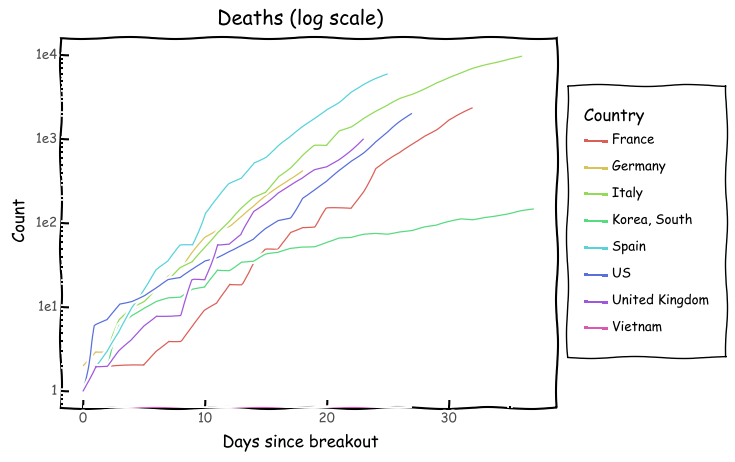 Deaths (log scale)
1e4
1e3
1e2
1e1
1
Count
0 10 20 30
Days since breakout
Country
France
Germany
Italy
Korea, South
Spain
US
United Kingdom
Vietnam